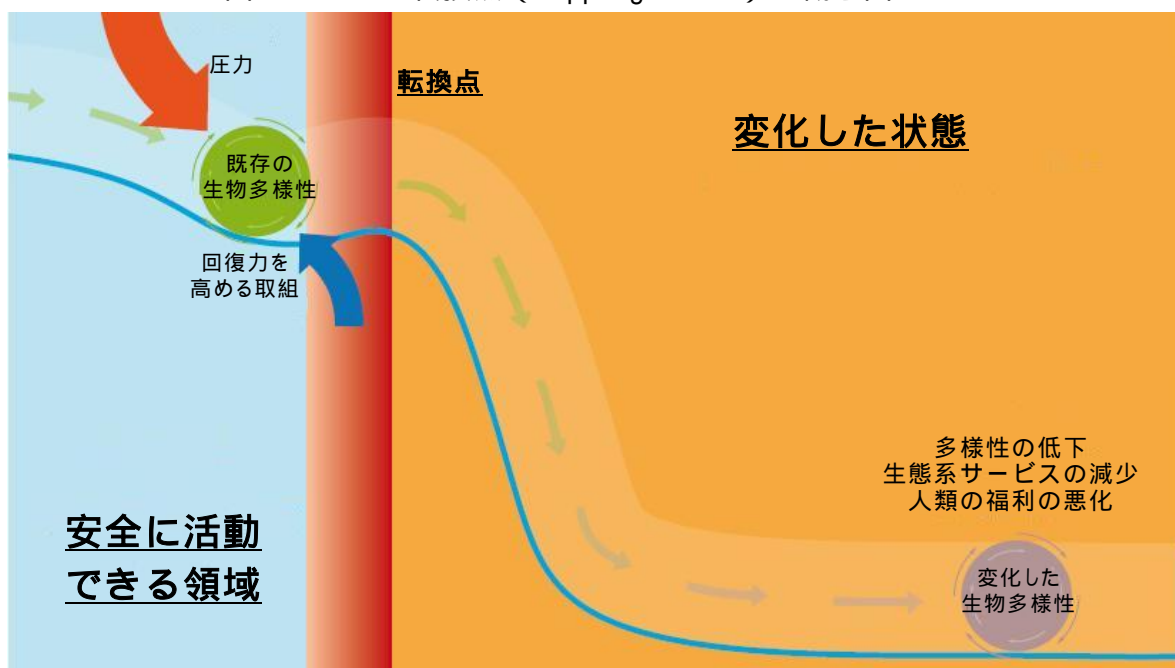 圧力
転換点
変化した状態
既存の
生物多様性
回復力を
高める取組
多様性の低下
生態系サービスの減少
人類の福利の悪化
安全に活動
できる領域
変化した
生物多様性